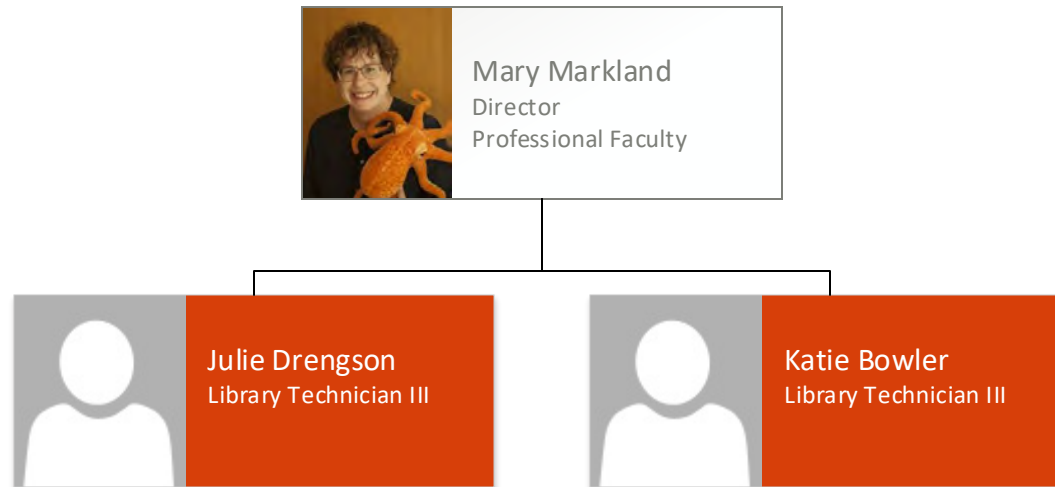 Mary Markland
Director
Professional Faculty
Julie Drengson
Library Technician III
Katie Bowler
Library Technician III